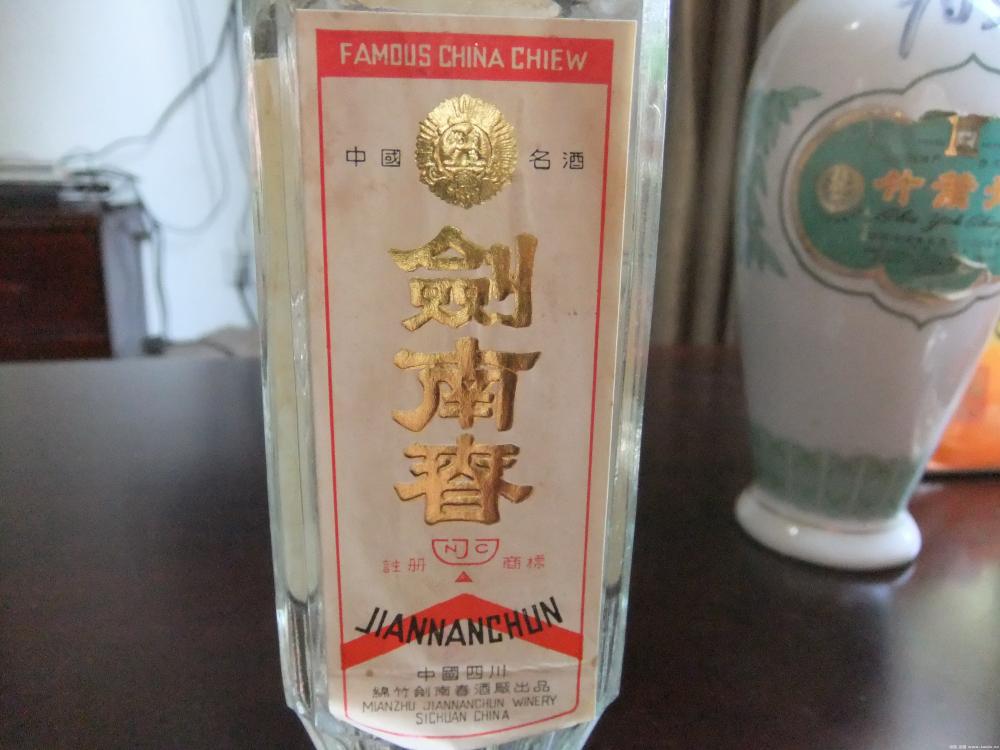 FAMOUS CHINA CHIEW
中國 名酒
劍南春
NJC
註册 商標
JIANNANCHUN
中國四川
綿竹劍南春酒厰出品
MIANZHU JIANNANCHUN WINERY
SICHUAN CHINA
竹葉青